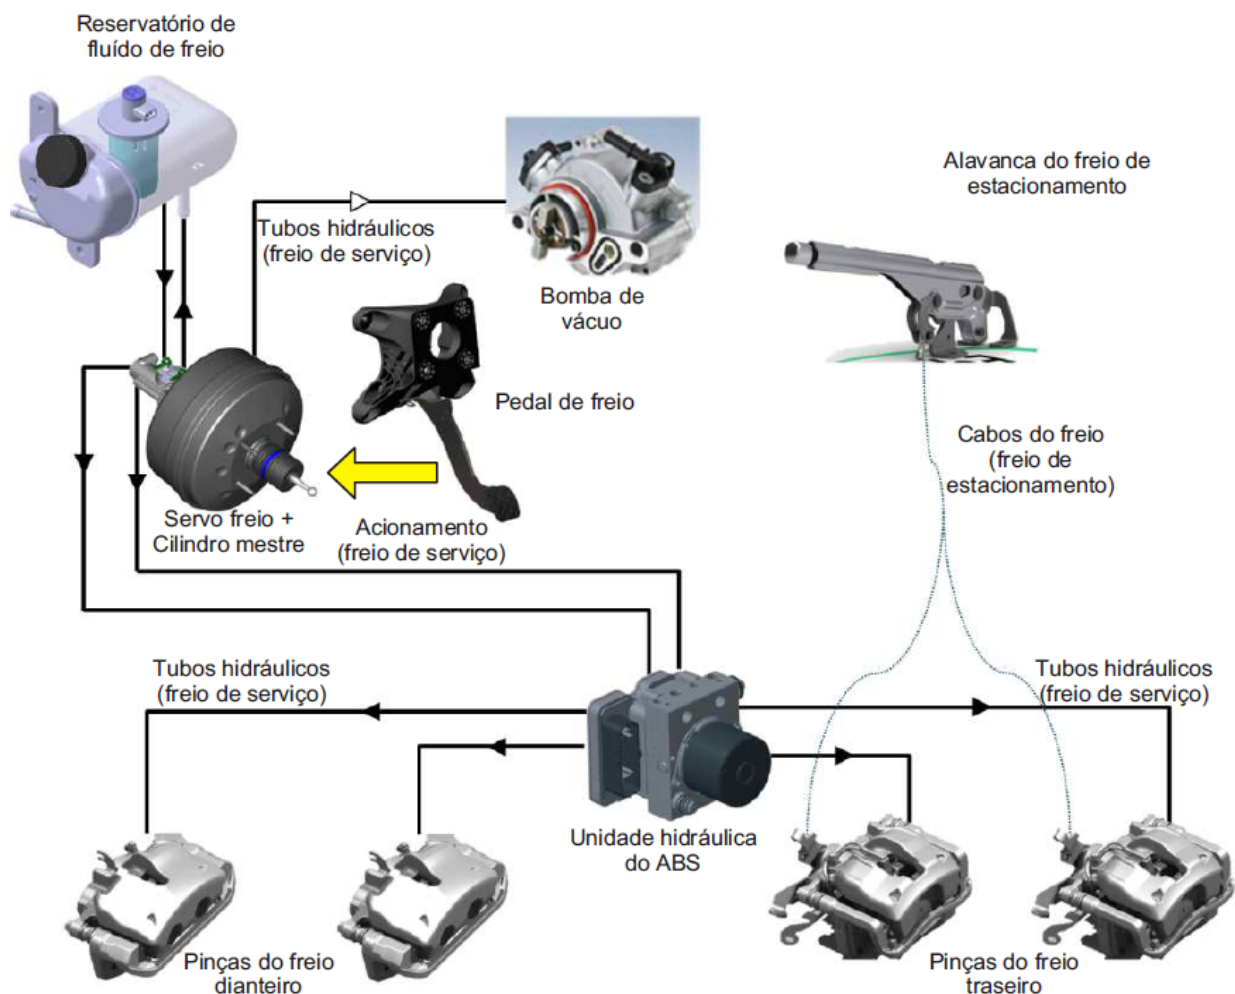 Reservatório de
fluído de freio
Tubos hidráulicos
(freio de serviço)
Bomba de
vácuo
Alavanca do freio de
estacionamento
Pedal de freio
Cabos do freio
(freio de
estacionamento)
Servo freio +
Cilindro mestre
Acionamento
(freio de serviço)
Tubos hidráulicos
(freio de serviço)
Tubos hidráulicos
(freio de serviço)
Unidade hidráulica
do ABS
Pinças do freio
dianteiro
Pinças do freio
traseiro